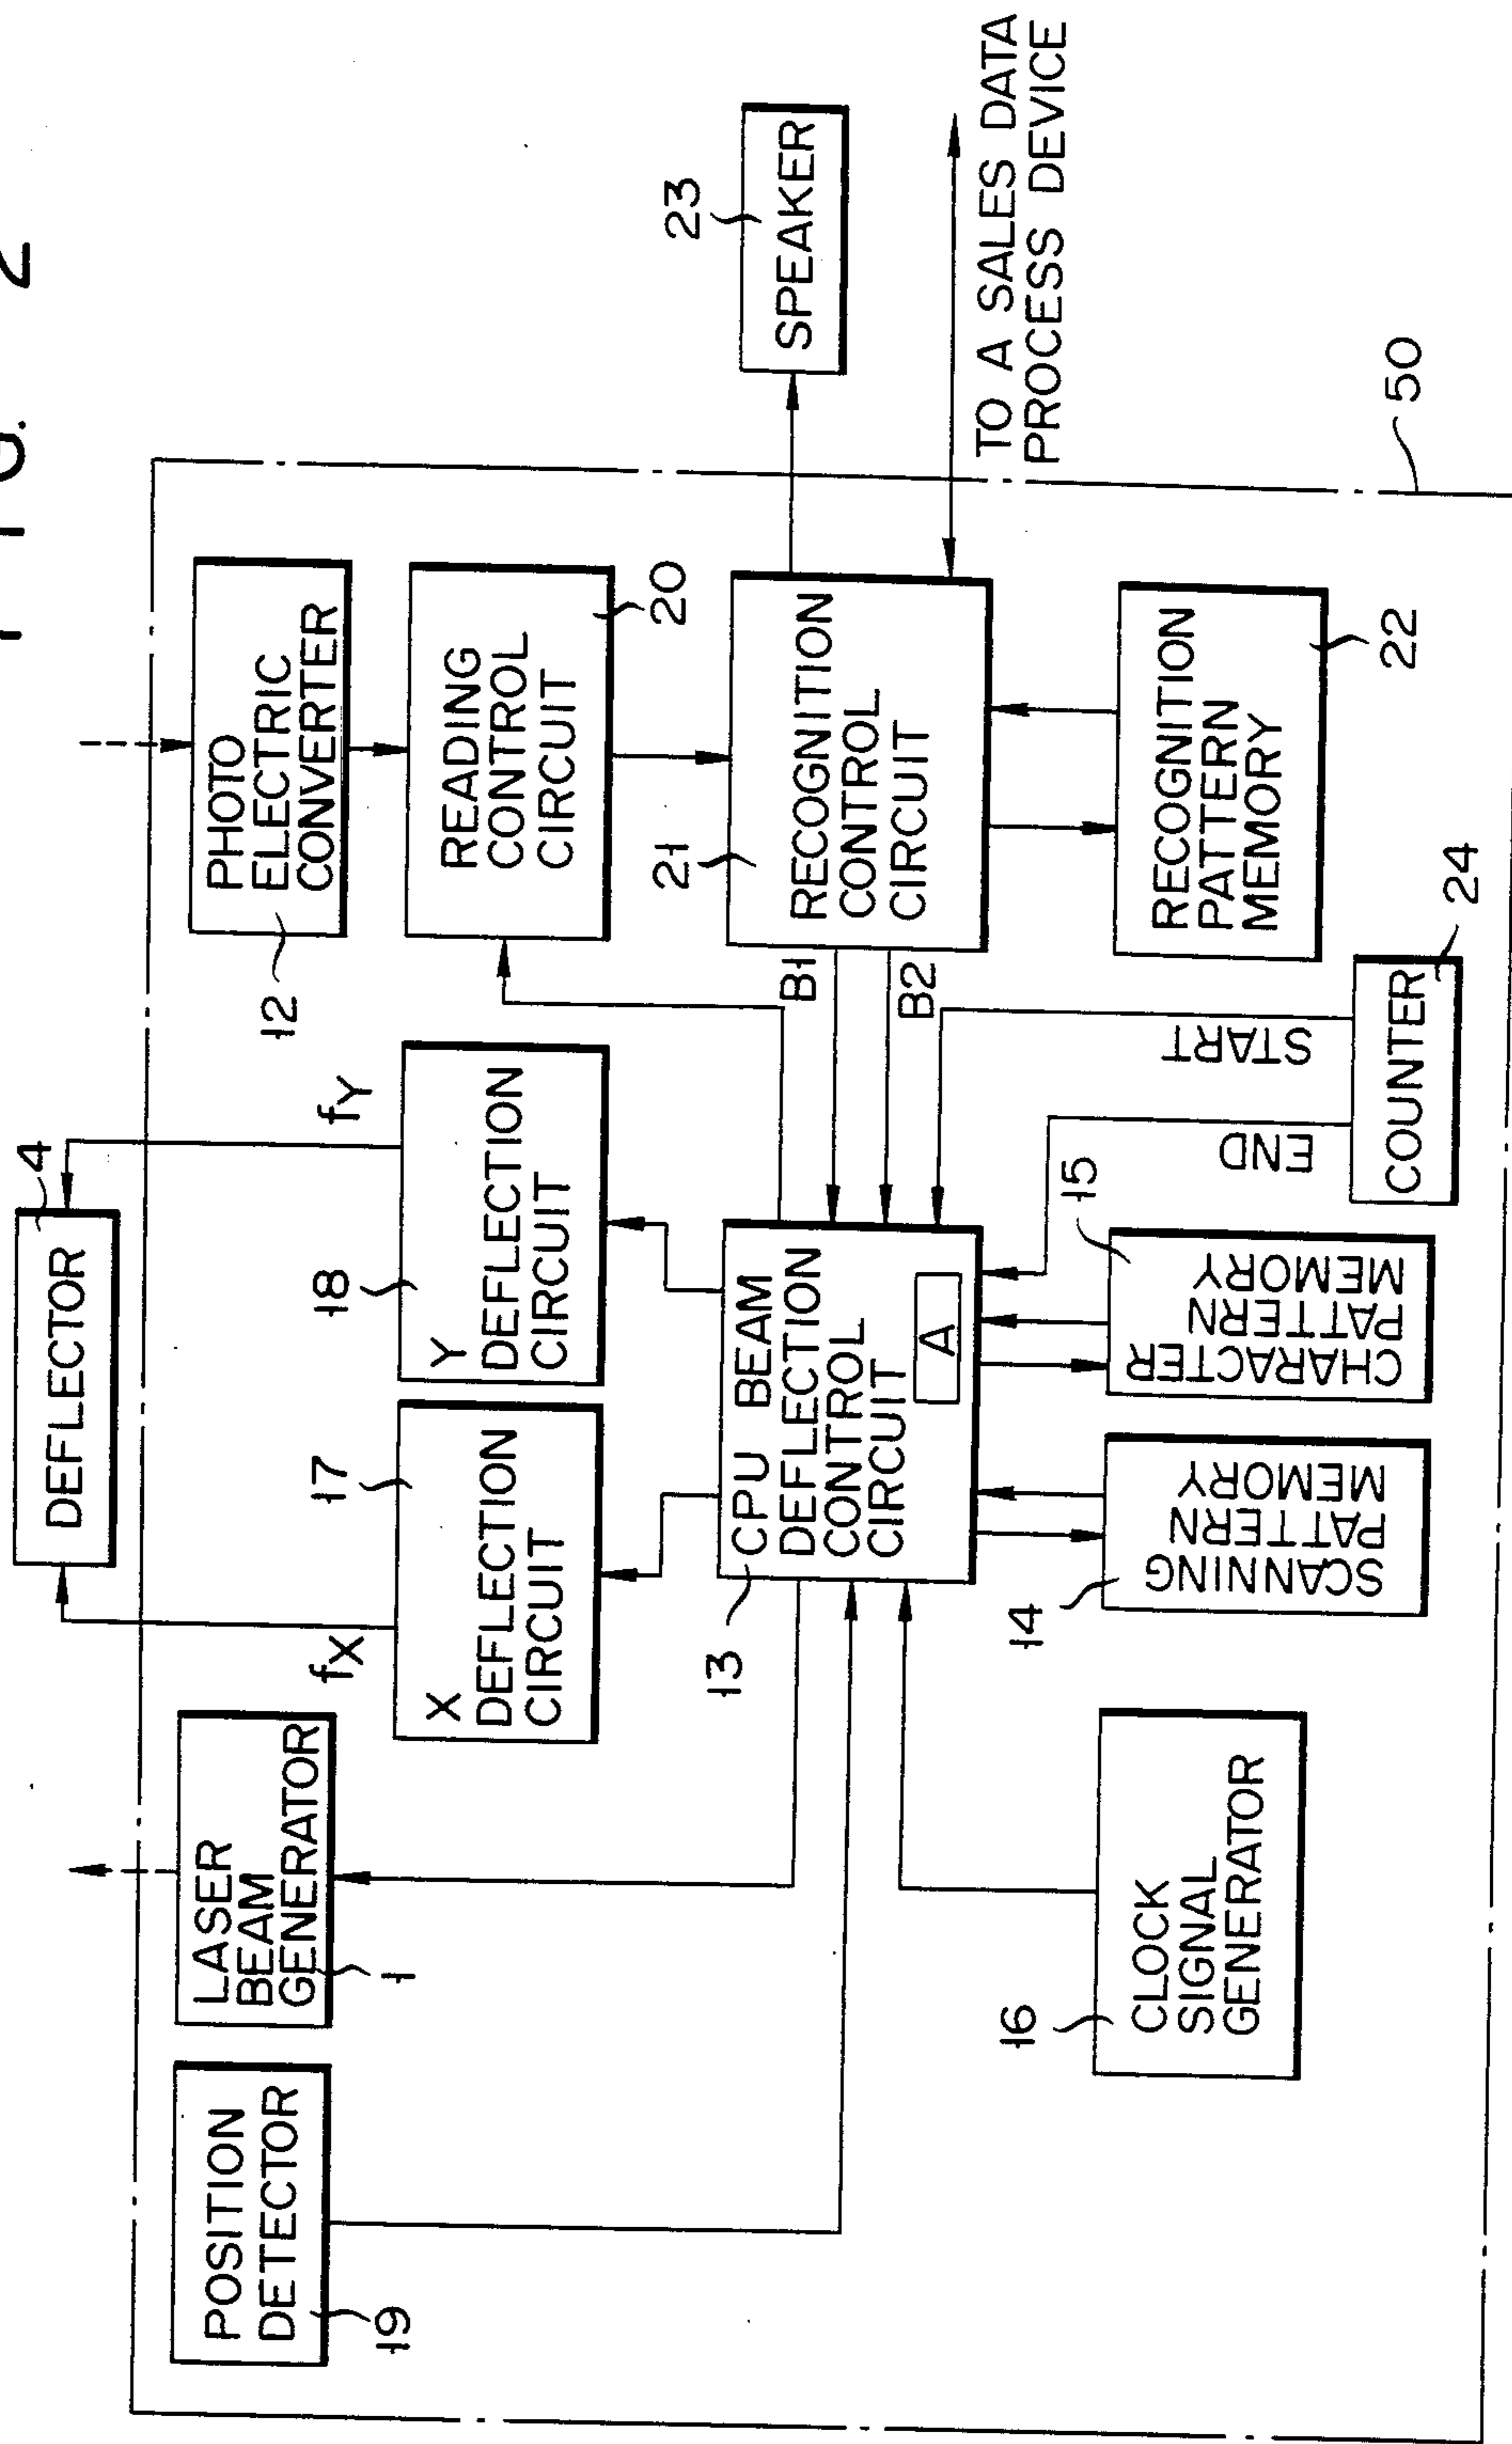 FIG. 2
DEFLECTOR
4
fX
fY
POSITION
DETECTOR
19
LASER
BEAM
GENERATOR
1
X
DEFLECTION
CIRCUIT
17
Y
DEFLECTION
CIRCUIT
18
PHOTO
ELECTRIC
CONVERTER
12
READING
CONTROL
CIRCUIT
20
CPU BEAM
DEFLECTION
CONTROL
CIRCUIT
A
13
B1
B2
RECOGNITION
CONTROL
CIRCUIT
21
SPEAKER
23
TO A SALES DATA
PROCESS DEVICE
CLOCK
SIGNAL
GENERATOR
16
SCANNING
PATTERN
MEMORY
14
CHARACTER
PATTERN
MEMORY
15
END
START
COUNTER
24
RECOGNITION
PATTERN
MEMORY
22
50